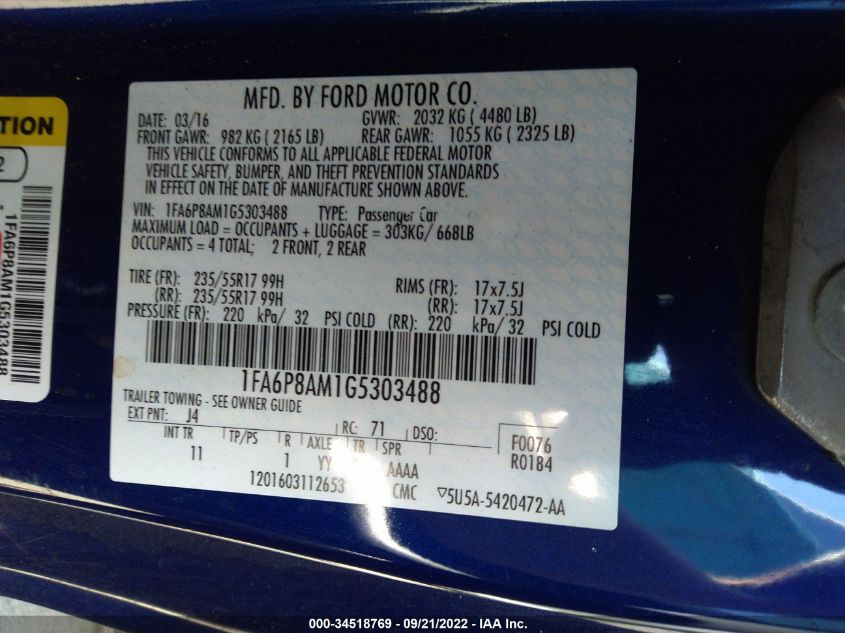 MFD. BY FORD MOTOR CO.
DATE: 03/16 GVWR: 2032 KG ( 4480 LB)
FRONT GAWR: 982 KG ( 2165 LB) REAR GAWR: 1055 KG ( 2325 LB)
THIS VEHICLE CONFORMS TO ALL APPLICABLE FEDERAL MOTOR
VEHICLE SAFETY, BUMPER, AND THEFT PREVENTION STANDARDS
IN EFFECT ON THE DATE OF MANUFACTURE SHOWN ABOVE.
VIN: 1FA6P8AM1G5303488 TYPE: Passenger Car
MAXIMUM LOAD = OCCUPANTS + LUGGAGE = 303KG/ 668LB
OCCUPANTS = 4 TOTAL; 2 FRONT, 2 REAR
TIRE (FR): 235/55R17 99H RIMS (FR): 17x7.5J
(RR): 235/55R17 99H (RR): 17x7.5J
PRESSURE (FR): 220 kPa/ 32 PSI COLD (RR): 220 kPa/ 32 PSI COLD
1FA6P8AM1G5303488
TRAILER TOWING - SEE OWNER GUIDE
EXT PNT: J4 RC: 71 DSO: F0076
INT TR TP/PS R AXLE TR SPR R0184
11 1 YY AAAA
1201603112653 CMC ▽5U5A-5420472-AA
TION
2
1FA6P8AM1G5303488
000-34518769 - 09/21/2022 - IAA Inc.